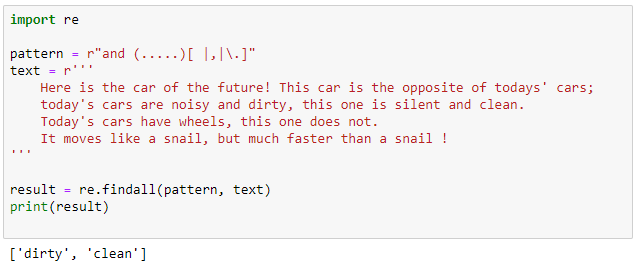 import re
pattern = r"and (.....)[ |,|\.]"
text = r'''
    Here is the car of the future! This car is the opposite of todays' cars;
    today's cars are noisy and dirty, this one is silent and clean.
    Today's cars have wheels, this one does not.
    It moves like a snail, but much faster than a snail !
'''
result = re.findall(pattern, text)
print(result)
['dirty', 'clean']